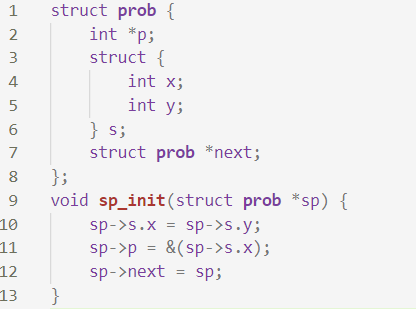 1 struct prob {
2     int *p;
3     struct {
4         int x;
5         int y;
6     } s;
7     struct prob *next;
8 };
9 void sp_init(struct prob *sp) {
10     sp->s.x = sp->s.y;
11     sp->p = &(sp->s.x);
12     sp->next = sp;
13 }